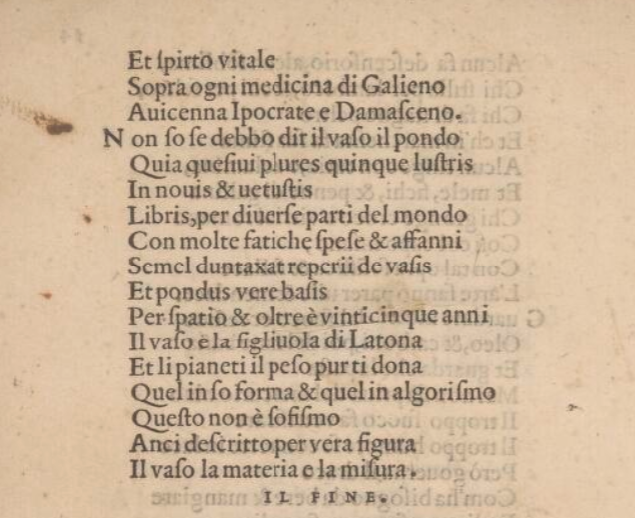 Et ſpirto vitale
Sopra ogni medicina di Galieno
Auicenna Ipocrate e Damaſceno.
N on ſo ſe debbo dir il vaſo il pondo
Quia queſiui plures quinque luſtris
In nouis & uetuſtis
Libris,per diuerſe parti del mondo
Con molte fatiche ſpeſe & affanni
Semel duntaxat reperii de vaſis
Et pondus vere baſis
Per ſpatio & oltre è vinticinque anni
Il vaſo e la figliuola di Latona
Et li pianeti il peſo pur ti dona
Quel in ſo forma & quel in algoriſmo
Queſto non è ſofiſmo
Anci deſcritto per vera figura
Il vaſo la materia e la miſura.
IL FINE.